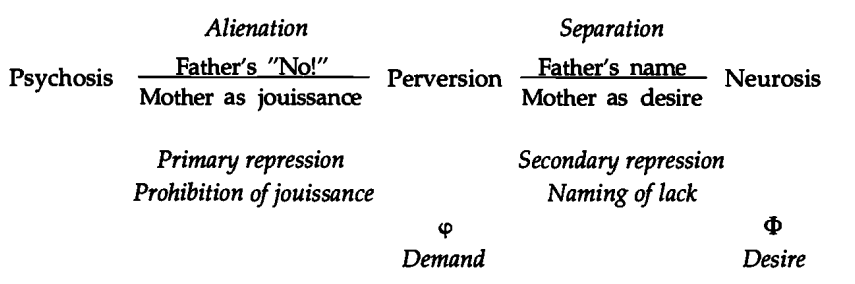 Alienation Separation
Psychosis Father's "No!" Perversion Father's name Neurosis
Mother as jouissance Mother as desire
Primary repression Secondary repression
Prohibition of jouissance Naming of lack
φ Φ
Demand Desire